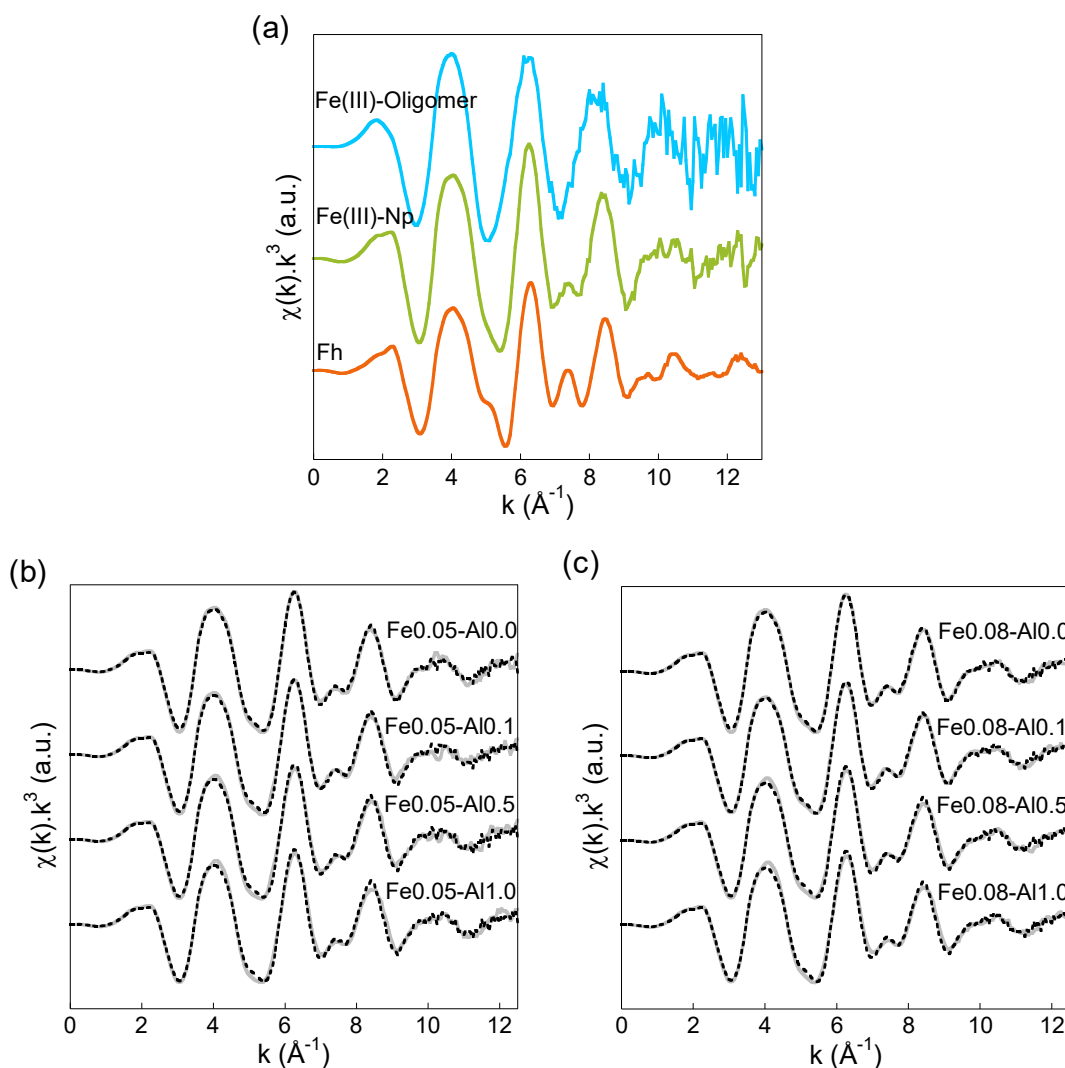 (a)
Fe(III)-Oligomer
Fe(III)-Np
Fh
χ(k).k³ (a.u.)
0 2 4 6 8 10 12
k (Å⁻¹)
(b)
Fe0.05-Al0.0
Fe0.05-Al0.1
Fe0.05-Al0.5
Fe0.05-Al1.0
χ(k).k³ (a.u.)
0 2 4 6 8 10 12
k (Å⁻¹)
(c)
Fe0.08-Al0.0
Fe0.08-Al0.1
Fe0.08-Al0.5
Fe0.08-Al1.0
χ(k).k³ (a.u.)
0 2 4 6 8 10 12
k (Å⁻¹)